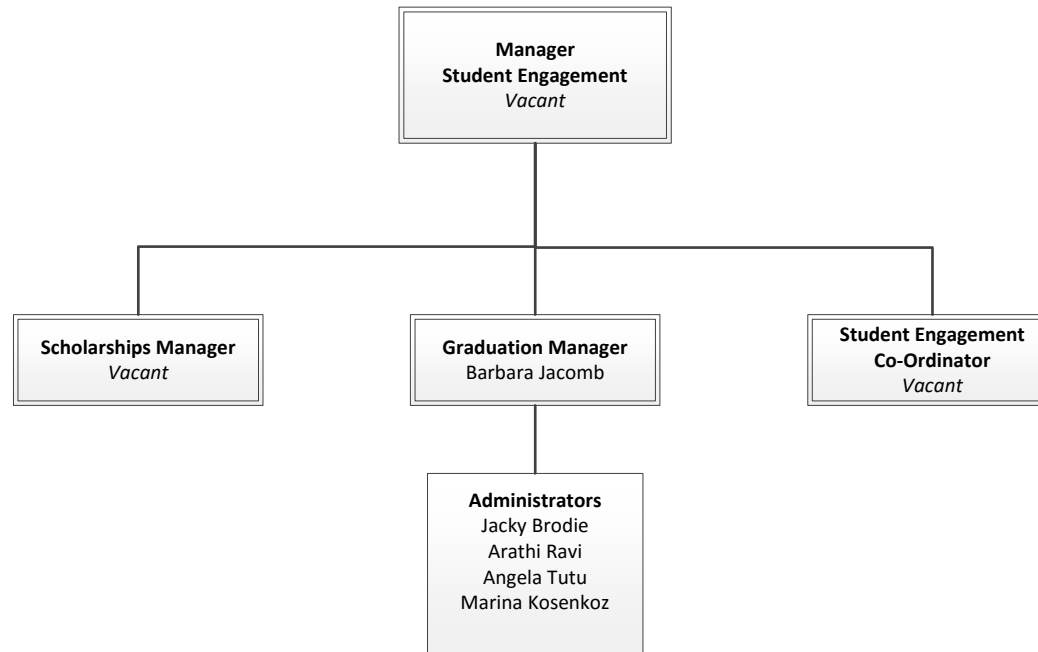 Manager
Student Engagement
Vacant
Scholarships Manager
Vacant
Graduation Manager
Barbara Jacomb
Student Engagement
Co-Ordinator
Vacant
Administrators
Jacky Brodie
Arathi Ravi
Angela Tutu
Marina Kosenkoz